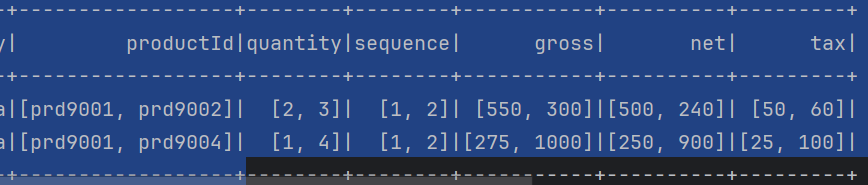 -+------------------+--------+--------+-----------+----------+---------+
y|         productId|quantity|sequence|      gross|       net|      tax|
-+------------------+--------+--------+-----------+----------+---------+
a|[prd9001, prd9002]|  [2, 3]|  [1, 2]| [550, 300]|[500, 240]| [50, 60]|
a|[prd9001, prd9004]|  [1, 4]|  [1, 2]|[275, 1000]|[250, 900]|[25, 100]|
-+------------------+--------+--------+-----------+----------+---------+